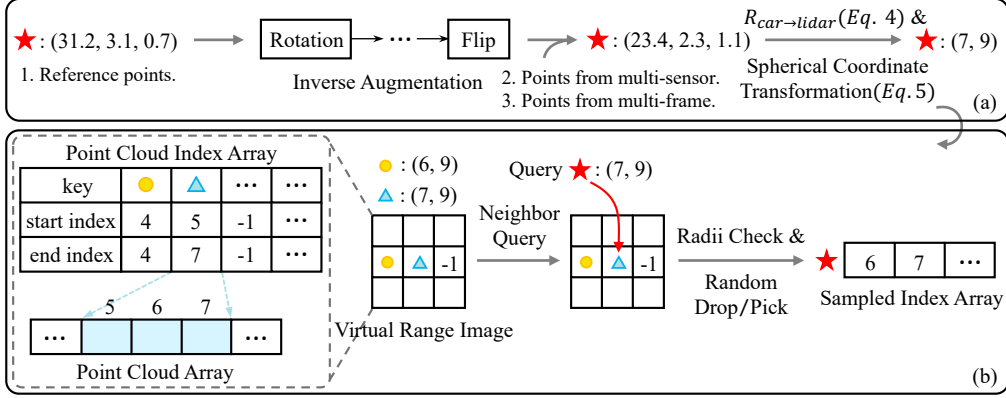 : (31.2, 3.1, 0.7)
1. Reference points.
Rotation
...
Flip
Inverse Augmentation
: (23.4, 2.3, 1.1)
2. Points from multi-sensor.
3. Points from multi-frame.
R_{car→lidar}(Eq. 4) &
Spherical Coordinate
Transformation(Eq.5)
: (7, 9)
(a)
Point Cloud Index Array
key ... ...
start index 4 5 -1 ...
end index 4 7 -1 ...
5 6 7
... ...
Point Cloud Array
: (6, 9)
: (7, 9)
-1
Virtual Range Image
Neighbor
Query
Query : (7, 9)
-1
Radii Check &
Random
Drop/Pick
6 7 ...
Sampled Index Array
(b)